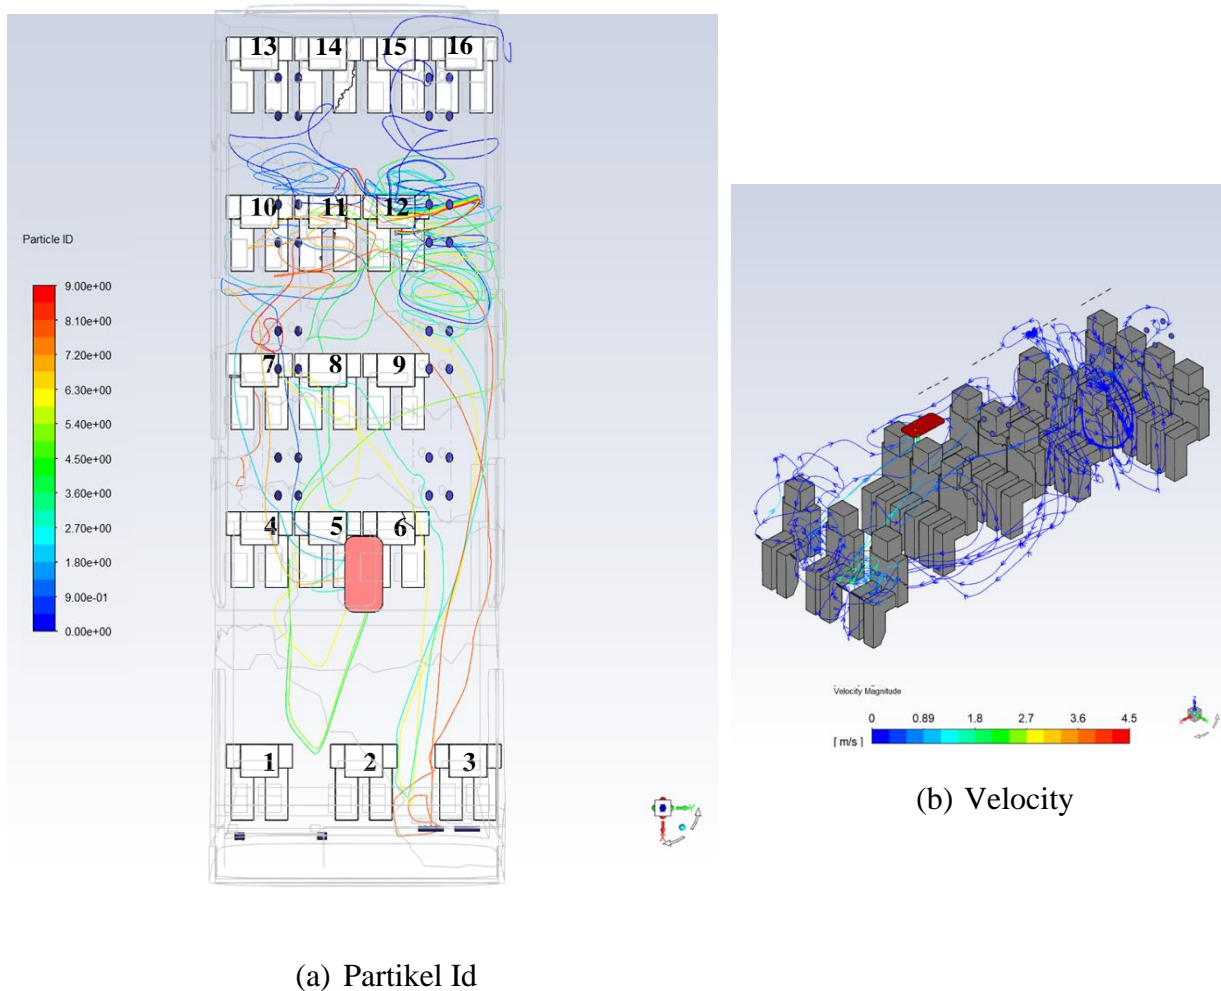 13 14 15 16
10 11 12
Particle ID
9.00e+00
8.10e+00
7.20e+00
6.30e+00
5.40e+00
4.50e+00
3.60e+00
2.70e+00
1.80e+00
9.00e-01
0.00e+00
7 8 9
4 5 6
1 2 3
Y
X
(a) Partikel Id
Velocity Magnitude
0 0.89 1.8 2.7 3.6 4.5
[ m/s ]
Z
(b) Velocity